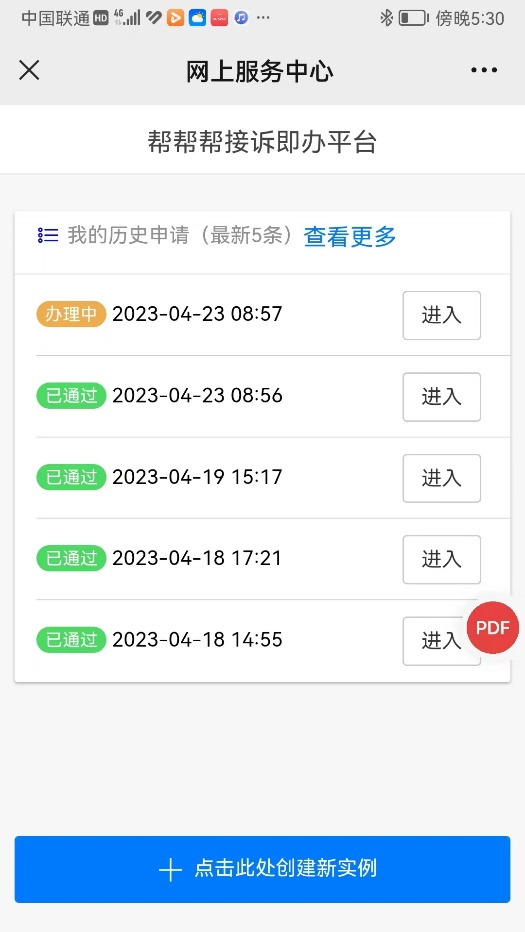 中国联通 HD 4G 傍晚5:30
网上服务中心
帮帮帮接诉即办平台
我的历史申请（最新5条）查看更多
办理中 2023-04-23 08:57 进入
已通过 2023-04-23 08:56 进入
已通过 2023-04-19 15:17 进入
已通过 2023-04-18 17:21 进入
已通过 2023-04-18 14:55 进入
PDF
点击此处创建新实例